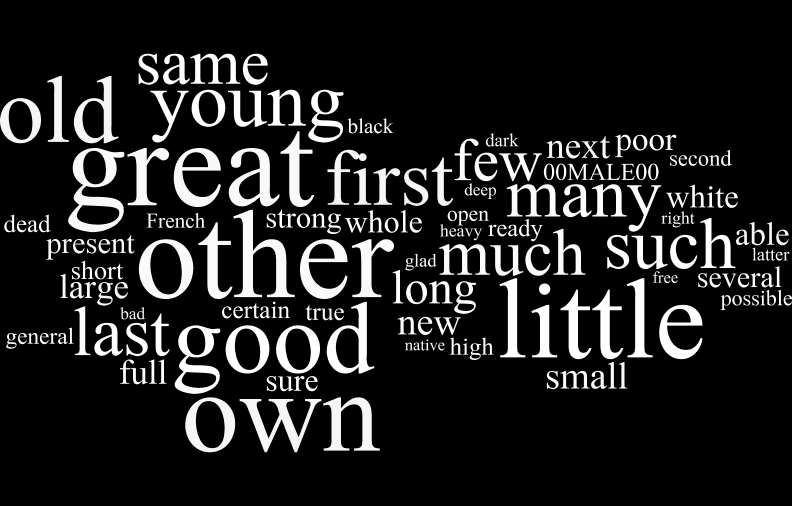 same
old
young
black
great
first
few
dark
next
poor
second
00MALE00
deep
many
white
dead
French
strong
whole
open
right
present
other
heavy
ready
much
such
able
latter
short
large
glad
long
free
several
possible
little
general
last
bad
certain
true
good
new
native
high
full
sure
small
own